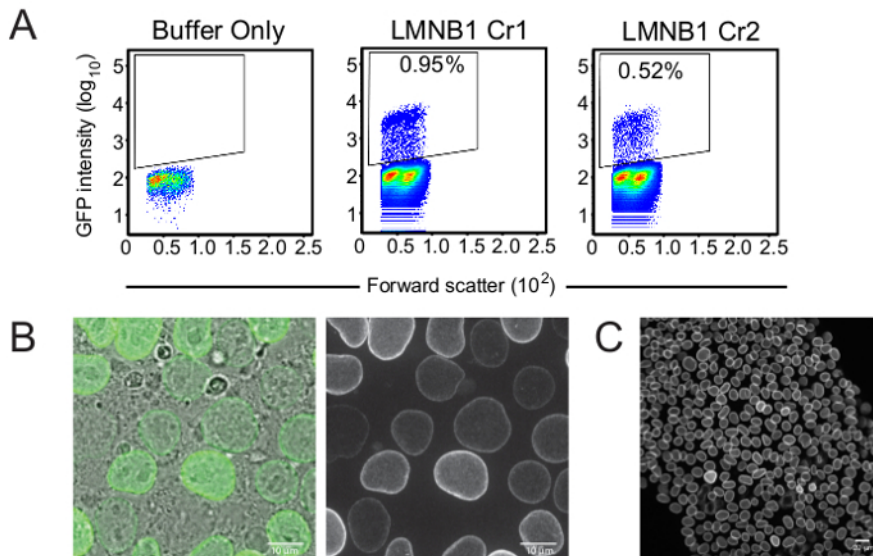 A
Buffer Only
LMNB1 Cr1
LMNB1 Cr2
GFP intensity (log10)
5
4
3
2
1
0 0.5 1.0 1.5 2.0 2.5
0.95%
5
4
3
2
1
0 0.5 1.0 1.5 2.0 2.5
0.52%
5
4
3
2
1
0 0.5 1.0 1.5 2.0 2.5
Forward scatter (10²)
B
10 µm
10 µm
C